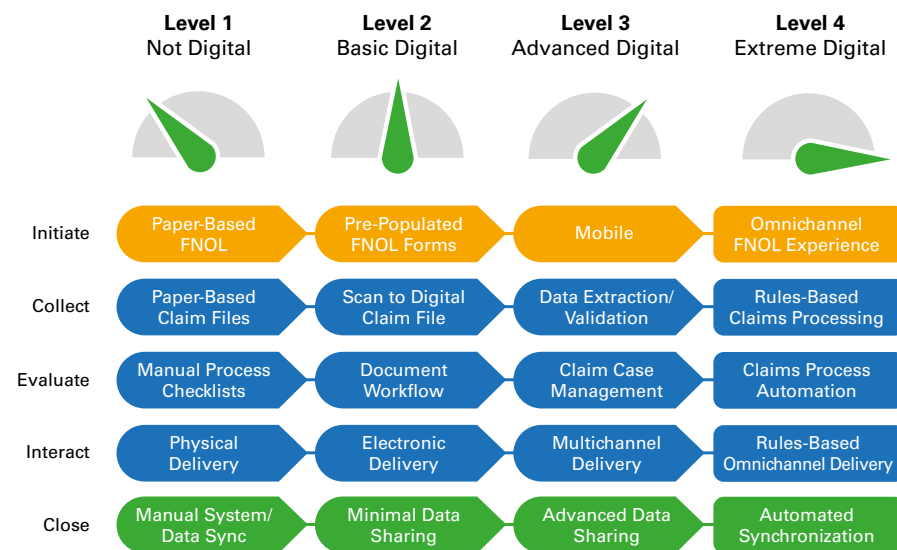 Level 1
Not Digital
Level 2
Basic Digital
Level 3
Advanced Digital
Level 4
Extreme Digital
Initiate
Paper-Based
FNOL
Pre-Populated
FNOL Forms
Mobile
Omnichannel
FNOL Experience
Collect
Paper-Based
Claim Files
Scan to Digital
Claim File
Data Extraction/
Validation
Rules-Based
Claims Processing
Evaluate
Manual Process
Checklists
Document
Workflow
Claim Case
Management
Claims Process
Automation
Interact
Physical
Delivery
Electronic
Delivery
Multichannel
Delivery
Rules-Based
Omnichannel Delivery
Close
Manual System/
Data Sync
Minimal Data
Sharing
Advanced Data
Sharing
Automated
Synchronization